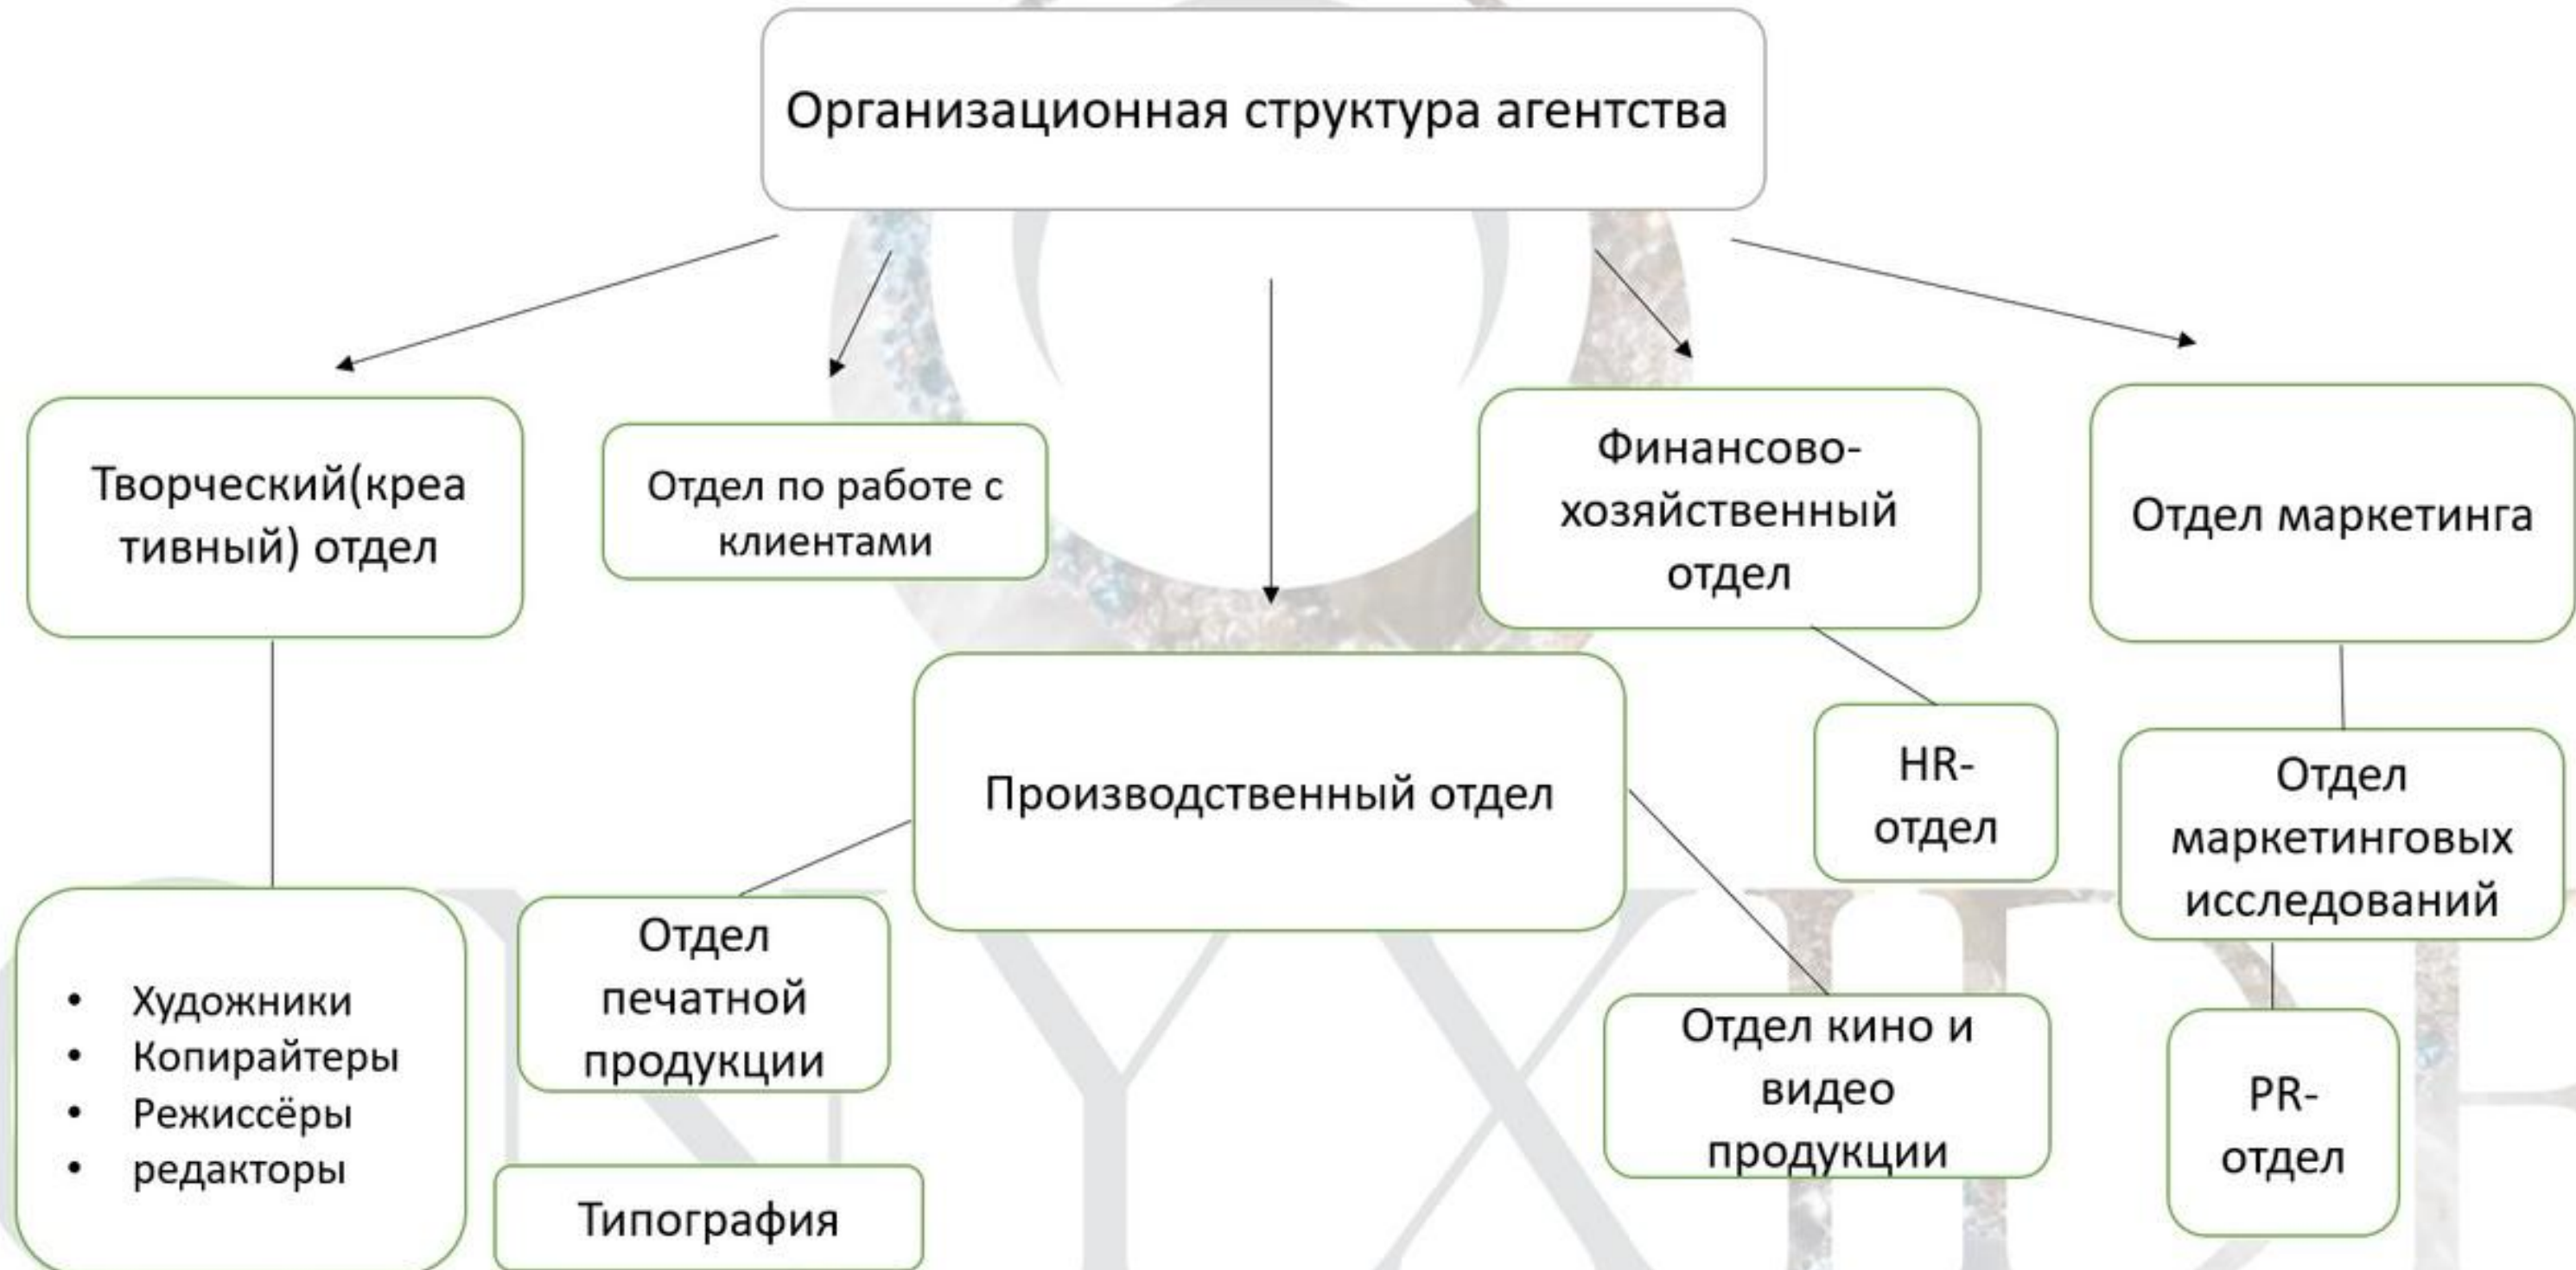 Организационная структура агентства
Творческий(креа
тивный) отдел
Отдел по работе с
клиентами
Финансово-
хозяйственный
отдел
Отдел маркетинга
Производственный отдел
HR-
отдел
Отдел
маркетинговых
исследований
• Художники
• Копирайтеры
• Режиссёры
• редакторы
Отдел
печатной
продукции
Типография
Отдел кино и
видео
продукции
PR-
отдел